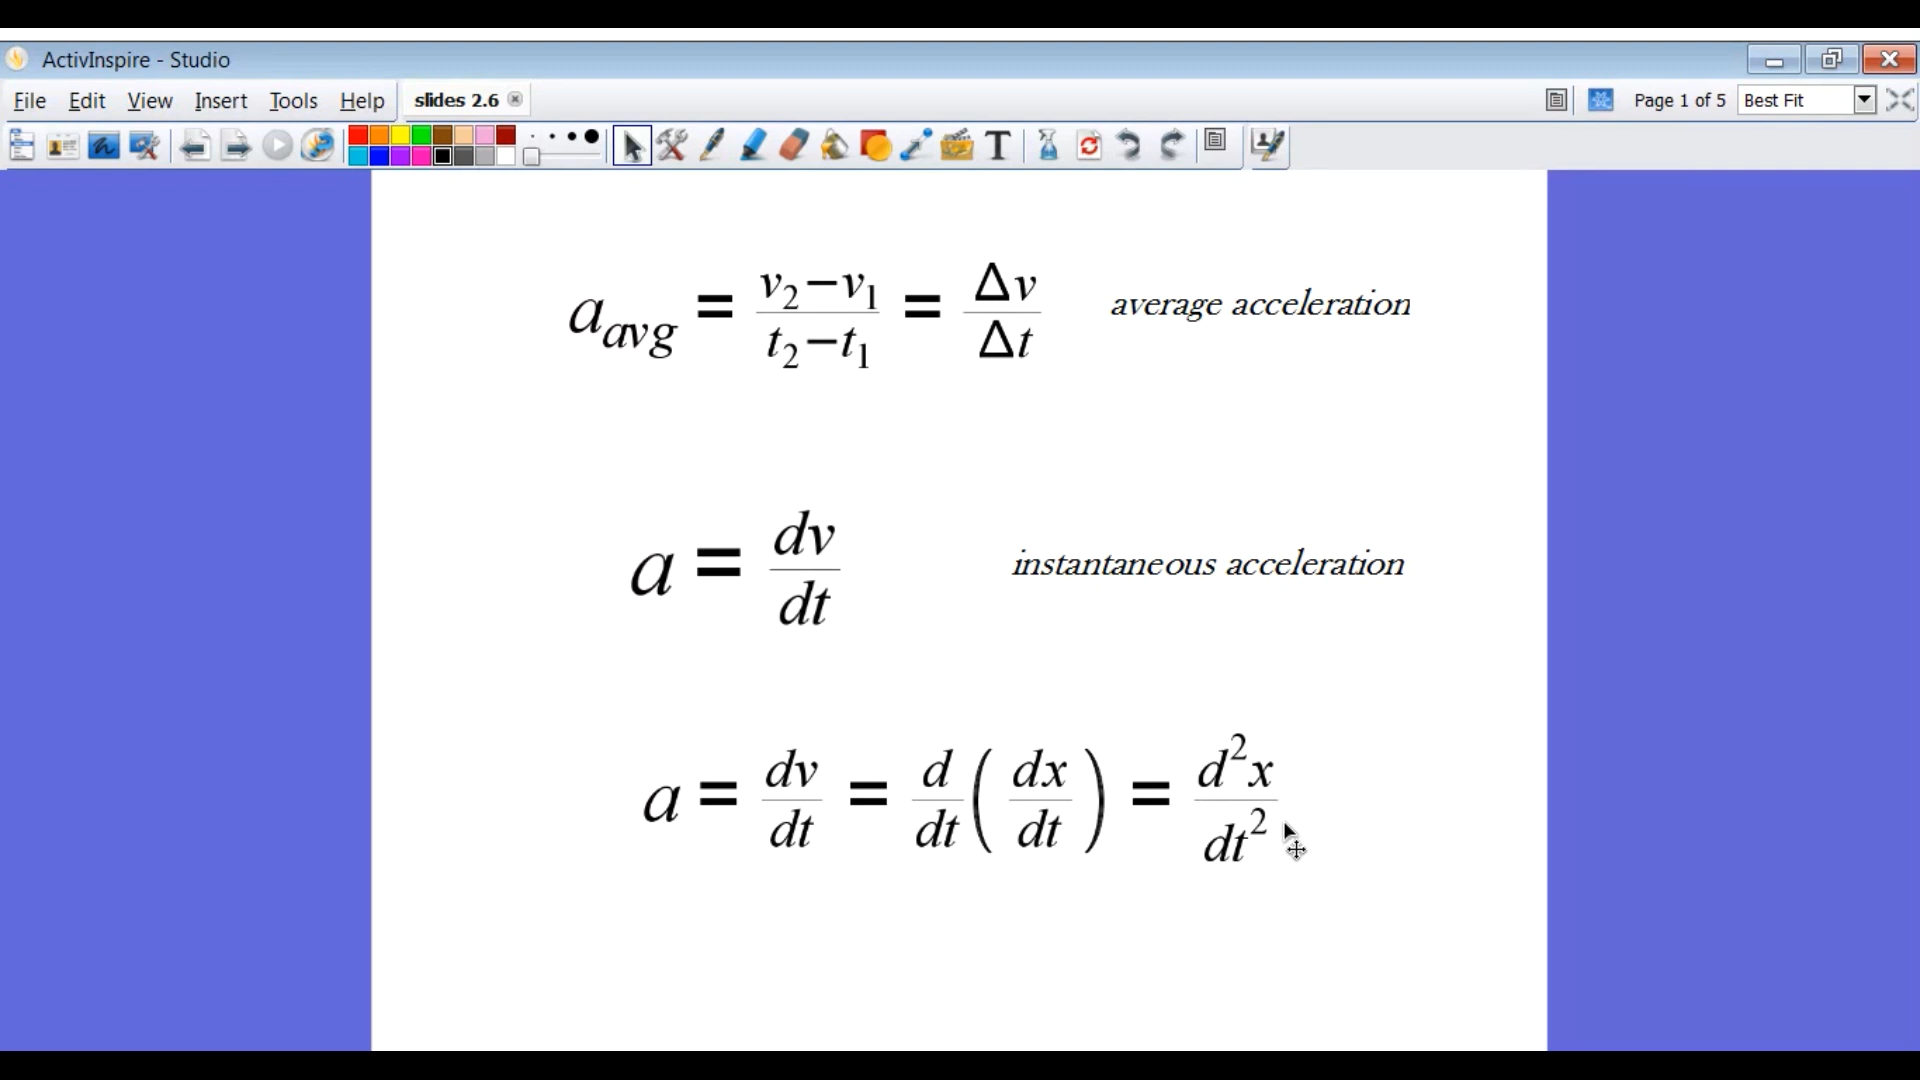 ActivInspire - Studio
File Edit View Insert Tools Help slides 2.6 Page 1 of 5 Best Fit
T
a_avg = (v₂−v₁)/(t₂−t₁) = Δv/Δt average acceleration
a = dv/dt instantaneous acceleration
a = dv/dt = d/dt(dx/dt) = d²x/dt²